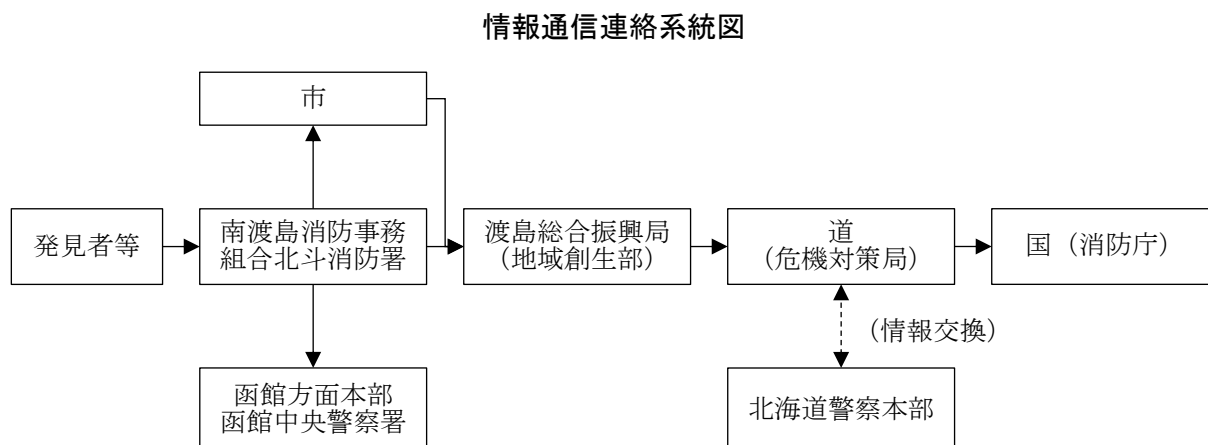 情報通信連絡系統図
市
発見者等
南渡島消防事務
組合北斗消防署
渡島総合振興局
（地域創生部）
道
（危機対策局）
国（消防庁）
（情報交換）
函館方面本部
函館中央警察署
北海道警察本部